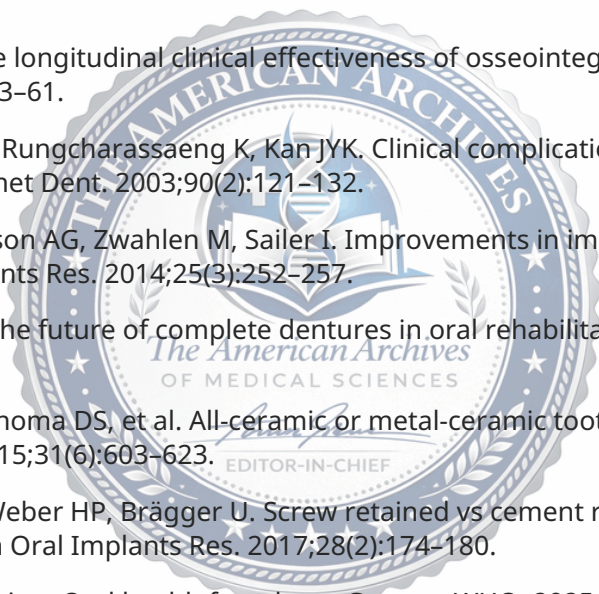 e longitudinal clinical effectiveness of osseointeg
3–61.
Rungcharassaeng K, Kan JYK. Clinical complicatio
net Dent. 2003;90(2):121–132.
son AG, Zwahlen M, Sailer I. Improvements in im
nts Res. 2014;25(3):252–257.
he future of complete dentures in oral rehabilita
homa DS, et al. All-ceramic or metal-ceramic toot
15;31(6):603–623.
Weber HP, Brägger U. Screw retained vs cement r
Oral Implants Res. 2017;28(2):174–180.
THE AMERICAN ARCHIVES
The American Archives
OF MEDICAL SCIENCES
EDITOR-IN-CHIEF